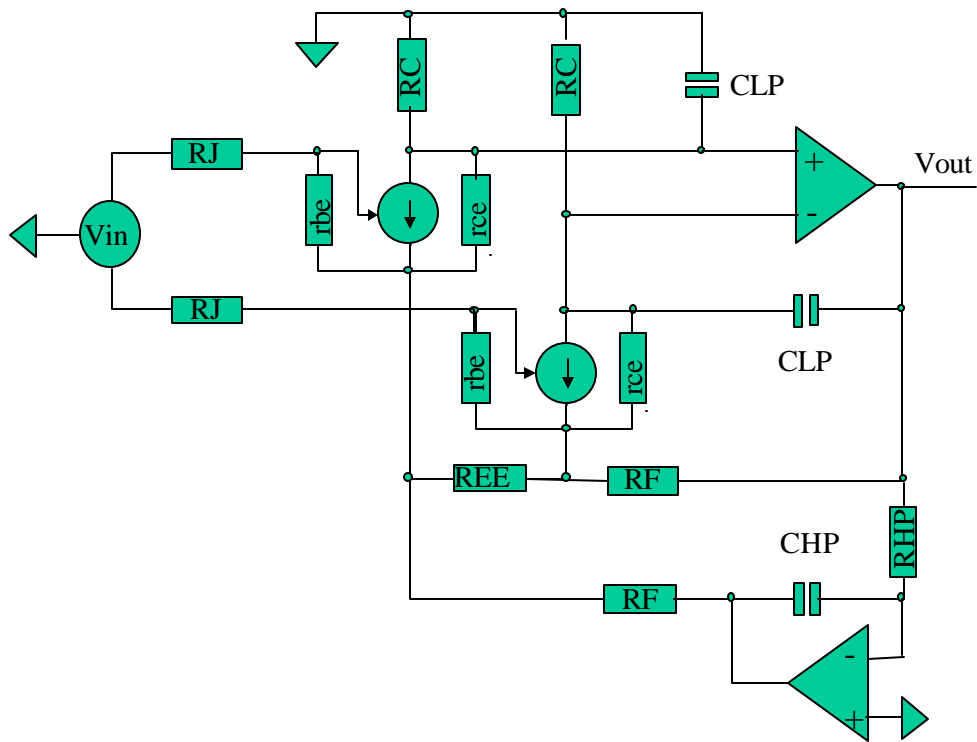 RC
RC
CLP
RJ
+
Vout
rbe
rce
-
Vin
RJ
rbe
rce
CLP
REE
RF
CHP
RHP
RF
-
+